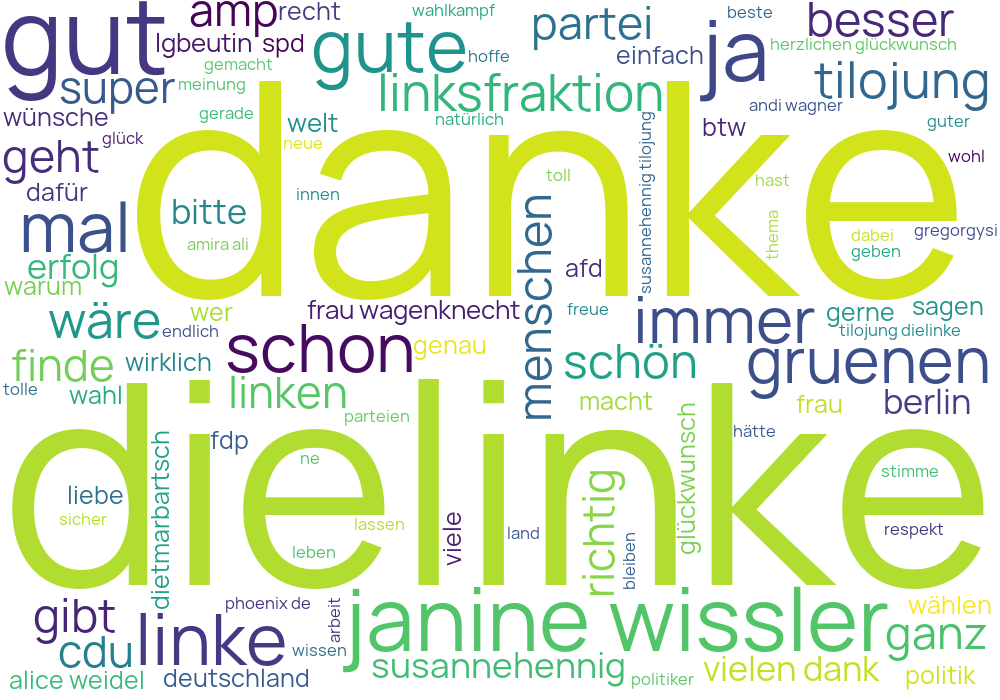 gut
amp
recht
wahlkampf
partei
beste
besser
lgbeutin spd
gute
hoffe
einfach
ja
herzlichen glückwunsch
super
gemacht
meinung
linksfraktion
tilojung
wünsche
gerade
natürlich
andi wagner
glück
welt
neue
btw
guter
geht
danke
susannehennig tilojung
wohl
dafür
innen
toll
hast
mal
bitte
amira ali
menschen
afd
thema
dabei
geben
gregorgysi
erfolg
warum
wäre
endlich
wer
frau wagenknecht
freue
immer
gerne
sagen
tilojung dielinke
schon
genau
finde
wirklich
schön
gruenen
tolle
wahl
linken
parteien
macht
frau
berlin
dielinke
fdp
ne
hätte
liebe
dietmarbartsch
richtig
glückwunsch
stimme
sicher
lassen
viele
land
bleiben
respekt
leben
gibt
phoenix de
arbeit
janine wissler
wählen
linke
cdu
wissen
ganz
alice weidel
deutschland
susannehennig
politiker
vielen dank
politik